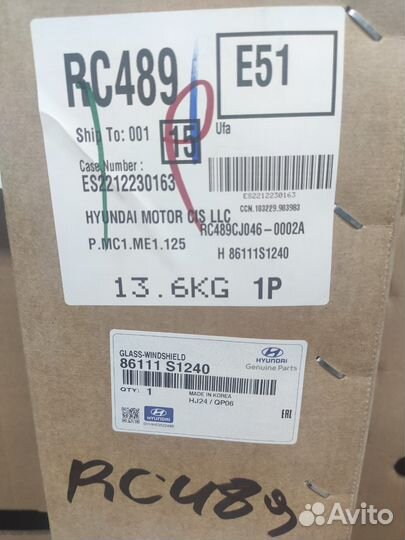 RC489
E51
Ship To: 001
15
Ufa
Case Number :
ES2212230163
ES2212230163
CCN.103229.903983
HYUNDAI MOTOR CIS LLC
RC489CJ046-0002A
P.MC1.ME1.125
H 86111S1240
13.6KG 1P
GLASS-WINDSHIELD
86111 S1240
HYUNDAI
Genuine Parts
QTY: 1
MADE IN KOREA
HJ24 / QP06
HYUNDAI
EAC
RC489
Avito